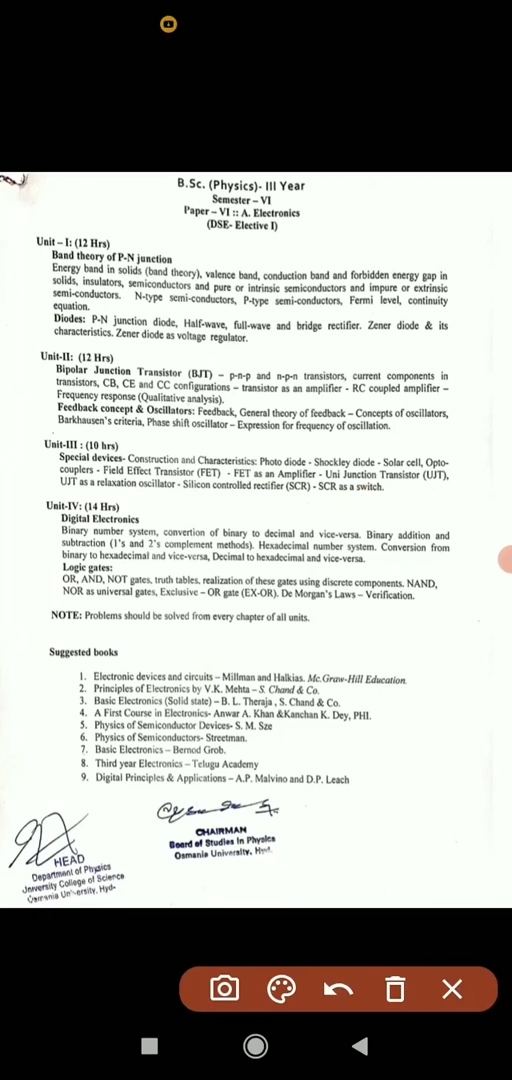 B.Sc. (Physics)- III Year
Semester – VI
Paper – VI :: A. Electronics
(DSE- Elective I)
Unit – I: (12 Hrs)
Band theory of P-N junction
Energy band in solids (band theory), valence band, conduction band and forbidden energy gap in
solids, insulators, semiconductors and pure or intrinsic semiconductors and impure or extrinsic
semi-conductors. N-type semi-conductors, P-type semi-conductors, Fermi level, continuity
equation.
Diodes: P-N junction diode, Half-wave, full-wave and bridge rectifier. Zener diode & its
characteristics. Zener diode as voltage regulator.
Unit-II: (12 Hrs)
Bipolar Junction Transistor (BJT) – p-n-p and n-p-n transistors, current components in
transistors, CB, CE and CC configurations – transistor as an amplifier - RC coupled amplifier –
Frequency response (Qualitative analysis).
Feedback concept & Oscillators: Feedback, General theory of feedback – Concepts of oscillators,
Barkhausen's criteria, Phase shift oscillator – Expression for frequency of oscillation.
Unit-III : (10 hrs)
Special devices- Construction and Characteristics: Photo diode - Shockley diode - Solar cell, Opto-
couplers - Field Effect Transistor (FET) - FET as an Amplifier - Uni Junction Transistor (UJT),
UJT as a relaxation oscillator - Silicon controlled rectifier (SCR) - SCR as a switch.
Unit-IV: (14 Hrs)
Digital Electronics
Binary number system, convertion of binary to decimal and vice-versa. Binary addition and
subtraction (1's and 2's complement methods). Hexadecimal number system. Conversion from
binary to hexadecimal and vice-versa, Decimal to hexadecimal and vice-versa.
Logic gates:
OR, AND, NOT gates, truth tables, realization of these gates using discrete components. NAND,
NOR as universal gates, Exclusive – OR gate (EX-OR). De Morgan's Laws – Verification.
NOTE: Problems should be solved from every chapter of all units.
Suggested books
1. Electronic devices and circuits – Millman and Halkias. Mc.Graw-Hill Education.
2. Principles of Electronics by V.K. Mehta – S. Chand & Co.
3. Basic Electronics (Solid state) – B. L. Theraja , S. Chand & Co.
4. A First Course in Electronics- Anwar A. Khan &Kanchan K. Dey, PHI.
5. Physics of Semiconductor Devices- S. M. Sze
6. Physics of Semiconductors- Streetman.
7. Basic Electronics – Bernod Grob.
8. Third year Electronics – Telugu Academy
9. Digital Principles & Applications – A.P. Malvino and D.P. Leach
CHAIRMAN
Board of Studies in Physics
Osmania University, Hyd.
HEAD
Department of Physics
University College of Science
Osmania University, Hyd-